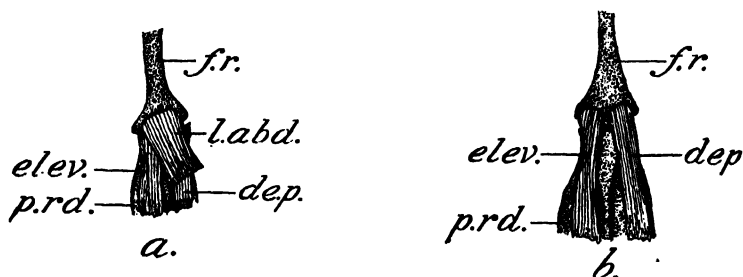 f.r.
l.abd.
elev.
p.rd.
dep.
a.
f.r.
elev.
dep
p.rd.
b.